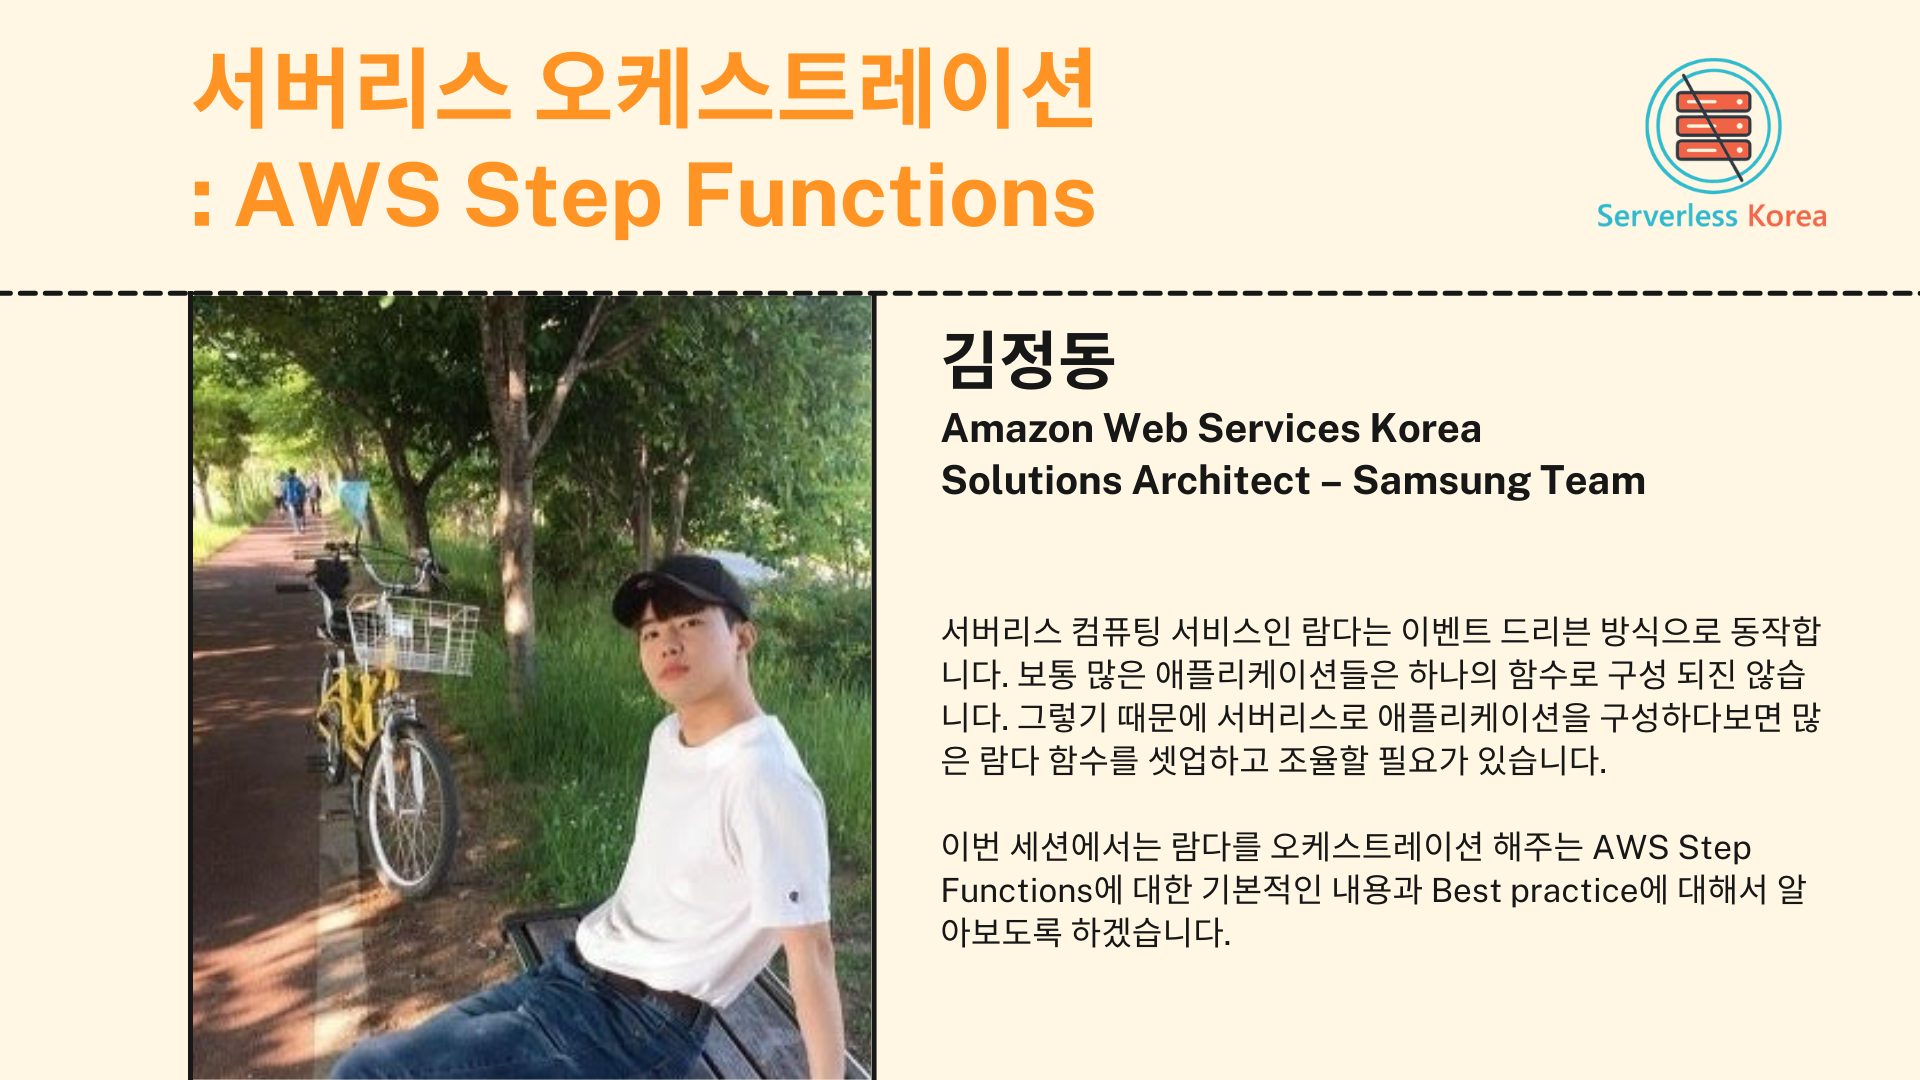 서버리스 오케스트레이션
: AWS Step Functions
Serverless Korea
김정동
Amazon Web Services Korea
Solutions Architect – Samsung Team
서버리스 컴퓨팅 서비스인 람다는 이벤트 드리븐 방식으로 동작합
니다. 보통 많은 애플리케이션들은 하나의 함수로 구성 되진 않습
니다. 그렇기 때문에 서버리스로 애플리케이션을 구성하다보면 많
은 람다 함수를 셋업하고 조율할 필요가 있습니다.
이번 세션에서는 람다를 오케스트레이션 해주는 AWS Step
Functions에 대한 기본적인 내용과 Best practice에 대해서 알
아보도록 하겠습니다.